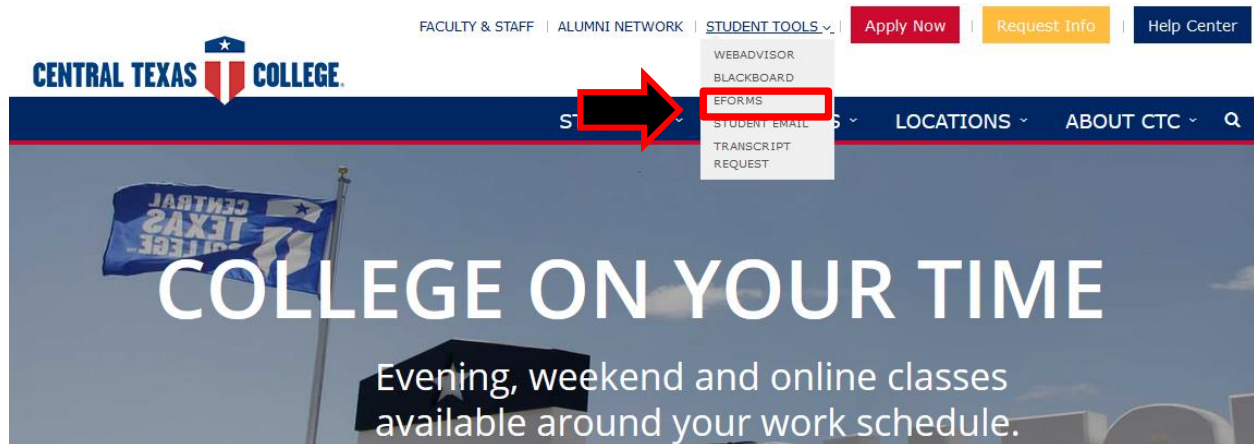 FACULTY & STAFF | ALUMNI NETWORK | STUDENT TOOLS | Apply Now | Request Info | Help Center
WEBADVISOR
BLACKBOARD
EFORMS
STUDENT EMAIL
TRANSCRIPT
REQUEST
CENTRAL TEXAS COLLEGE
LOCATIONS ABOUT CTC
CENTRAL
TEXAS
COLLEGE
COLLEGE ON YOUR TIME
Evening, weekend and online classes
available around your work schedule.